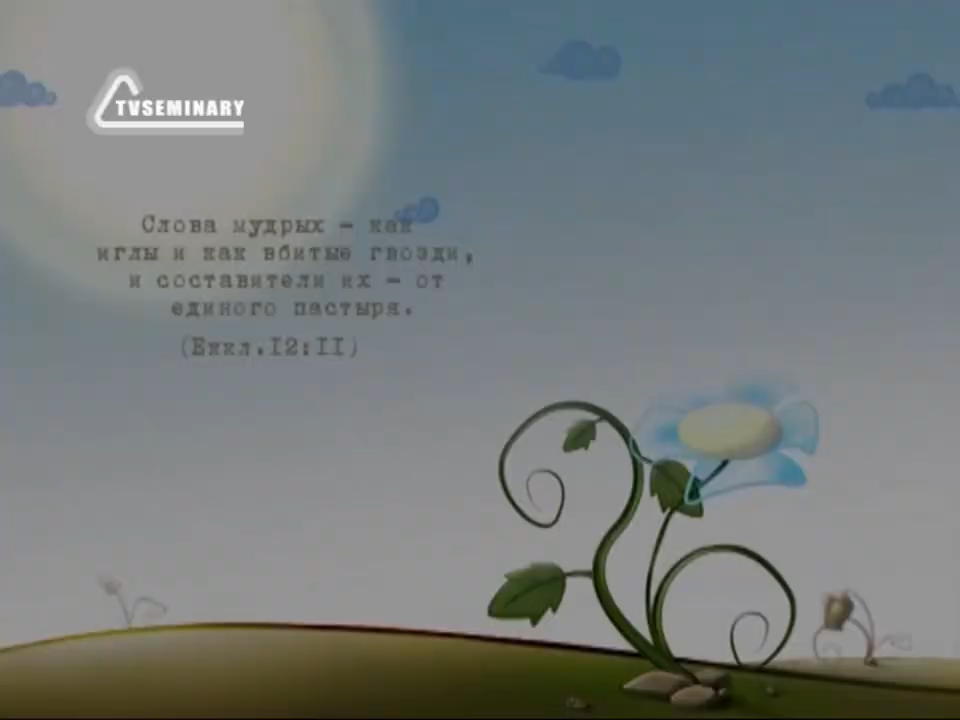 TVSEMINARY
Слова мудрых – как
иглы и как вбитые гвозди,
и составители их – от
единого пастыря.
(Еккл.12:11)